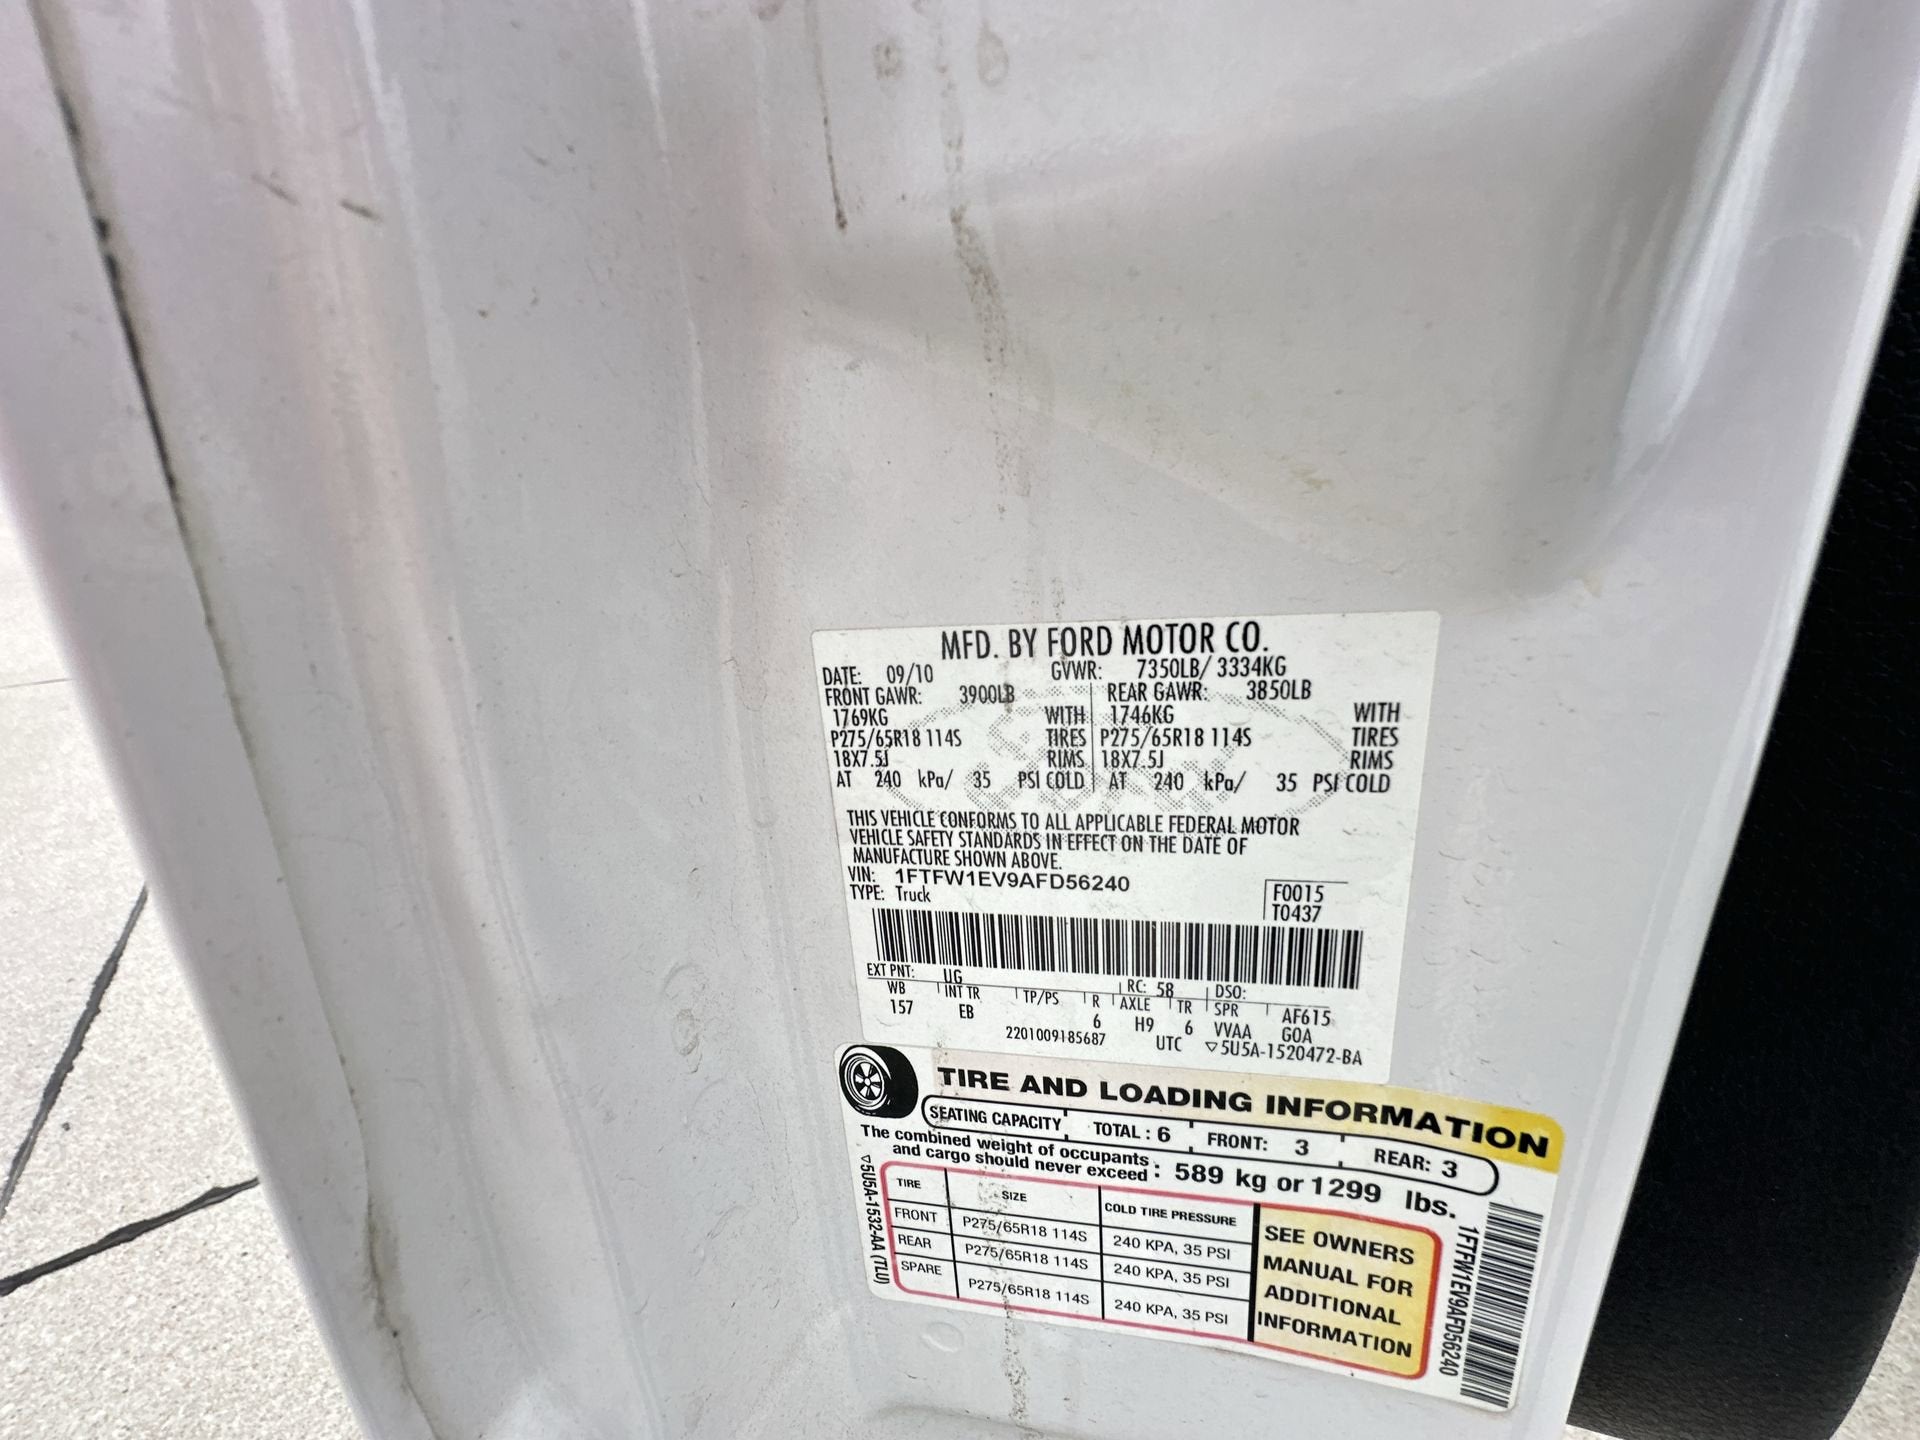 MFD. BY FORD MOTOR CO.
DATE: 09/10 GVWR: 7350LB/ 3334KG
FRONT GAWR: 3900LB REAR GAWR: 3850LB
1769KG WITH 1746KG WITH
P275/65R18 114S TIRES P275/65R18 114S TIRES
18X7.5J RIMS 18X7.5J RIMS
AT 240 kPa/ 35 PSI COLD AT 240 kPa/ 35 PSI COLD
THIS VEHICLE CONFORMS TO ALL APPLICABLE FEDERAL MOTOR
VEHICLE SAFETY STANDARDS IN EFFECT ON THE DATE OF
MANUFACTURE SHOWN ABOVE.
VIN: 1FTFW1EV9AFD56240
TYPE: Truck
F0015
T0437
EXT PNT: UG RC: 58 DSO:
WB INT TR TP/PS R AXLE TR SPR AF615
157 EB 6 H9 6 VVAA GOA
2201009185687 UTC ▽5U5A-1520472-BA
TIRE AND LOADING INFORMATION
SEATING CAPACITY TOTAL: 6 FRONT: 3 REAR: 3
The combined weight of occupants
and cargo should never exceed : 589 kg or 1299 lbs.
TIRE SIZE COLD TIRE PRESSURE
FRONT P275/65R18 114S 240 KPA, 35 PSI
REAR P275/65R18 114S 240 KPA, 35 PSI
SPARE P275/65R18 114S 240 KPA, 35 PSI
SEE OWNERS
MANUAL FOR
ADDITIONAL
INFORMATION
▽5U5A-1532-AA (TLU)
1FTFW1EV9AFD56240